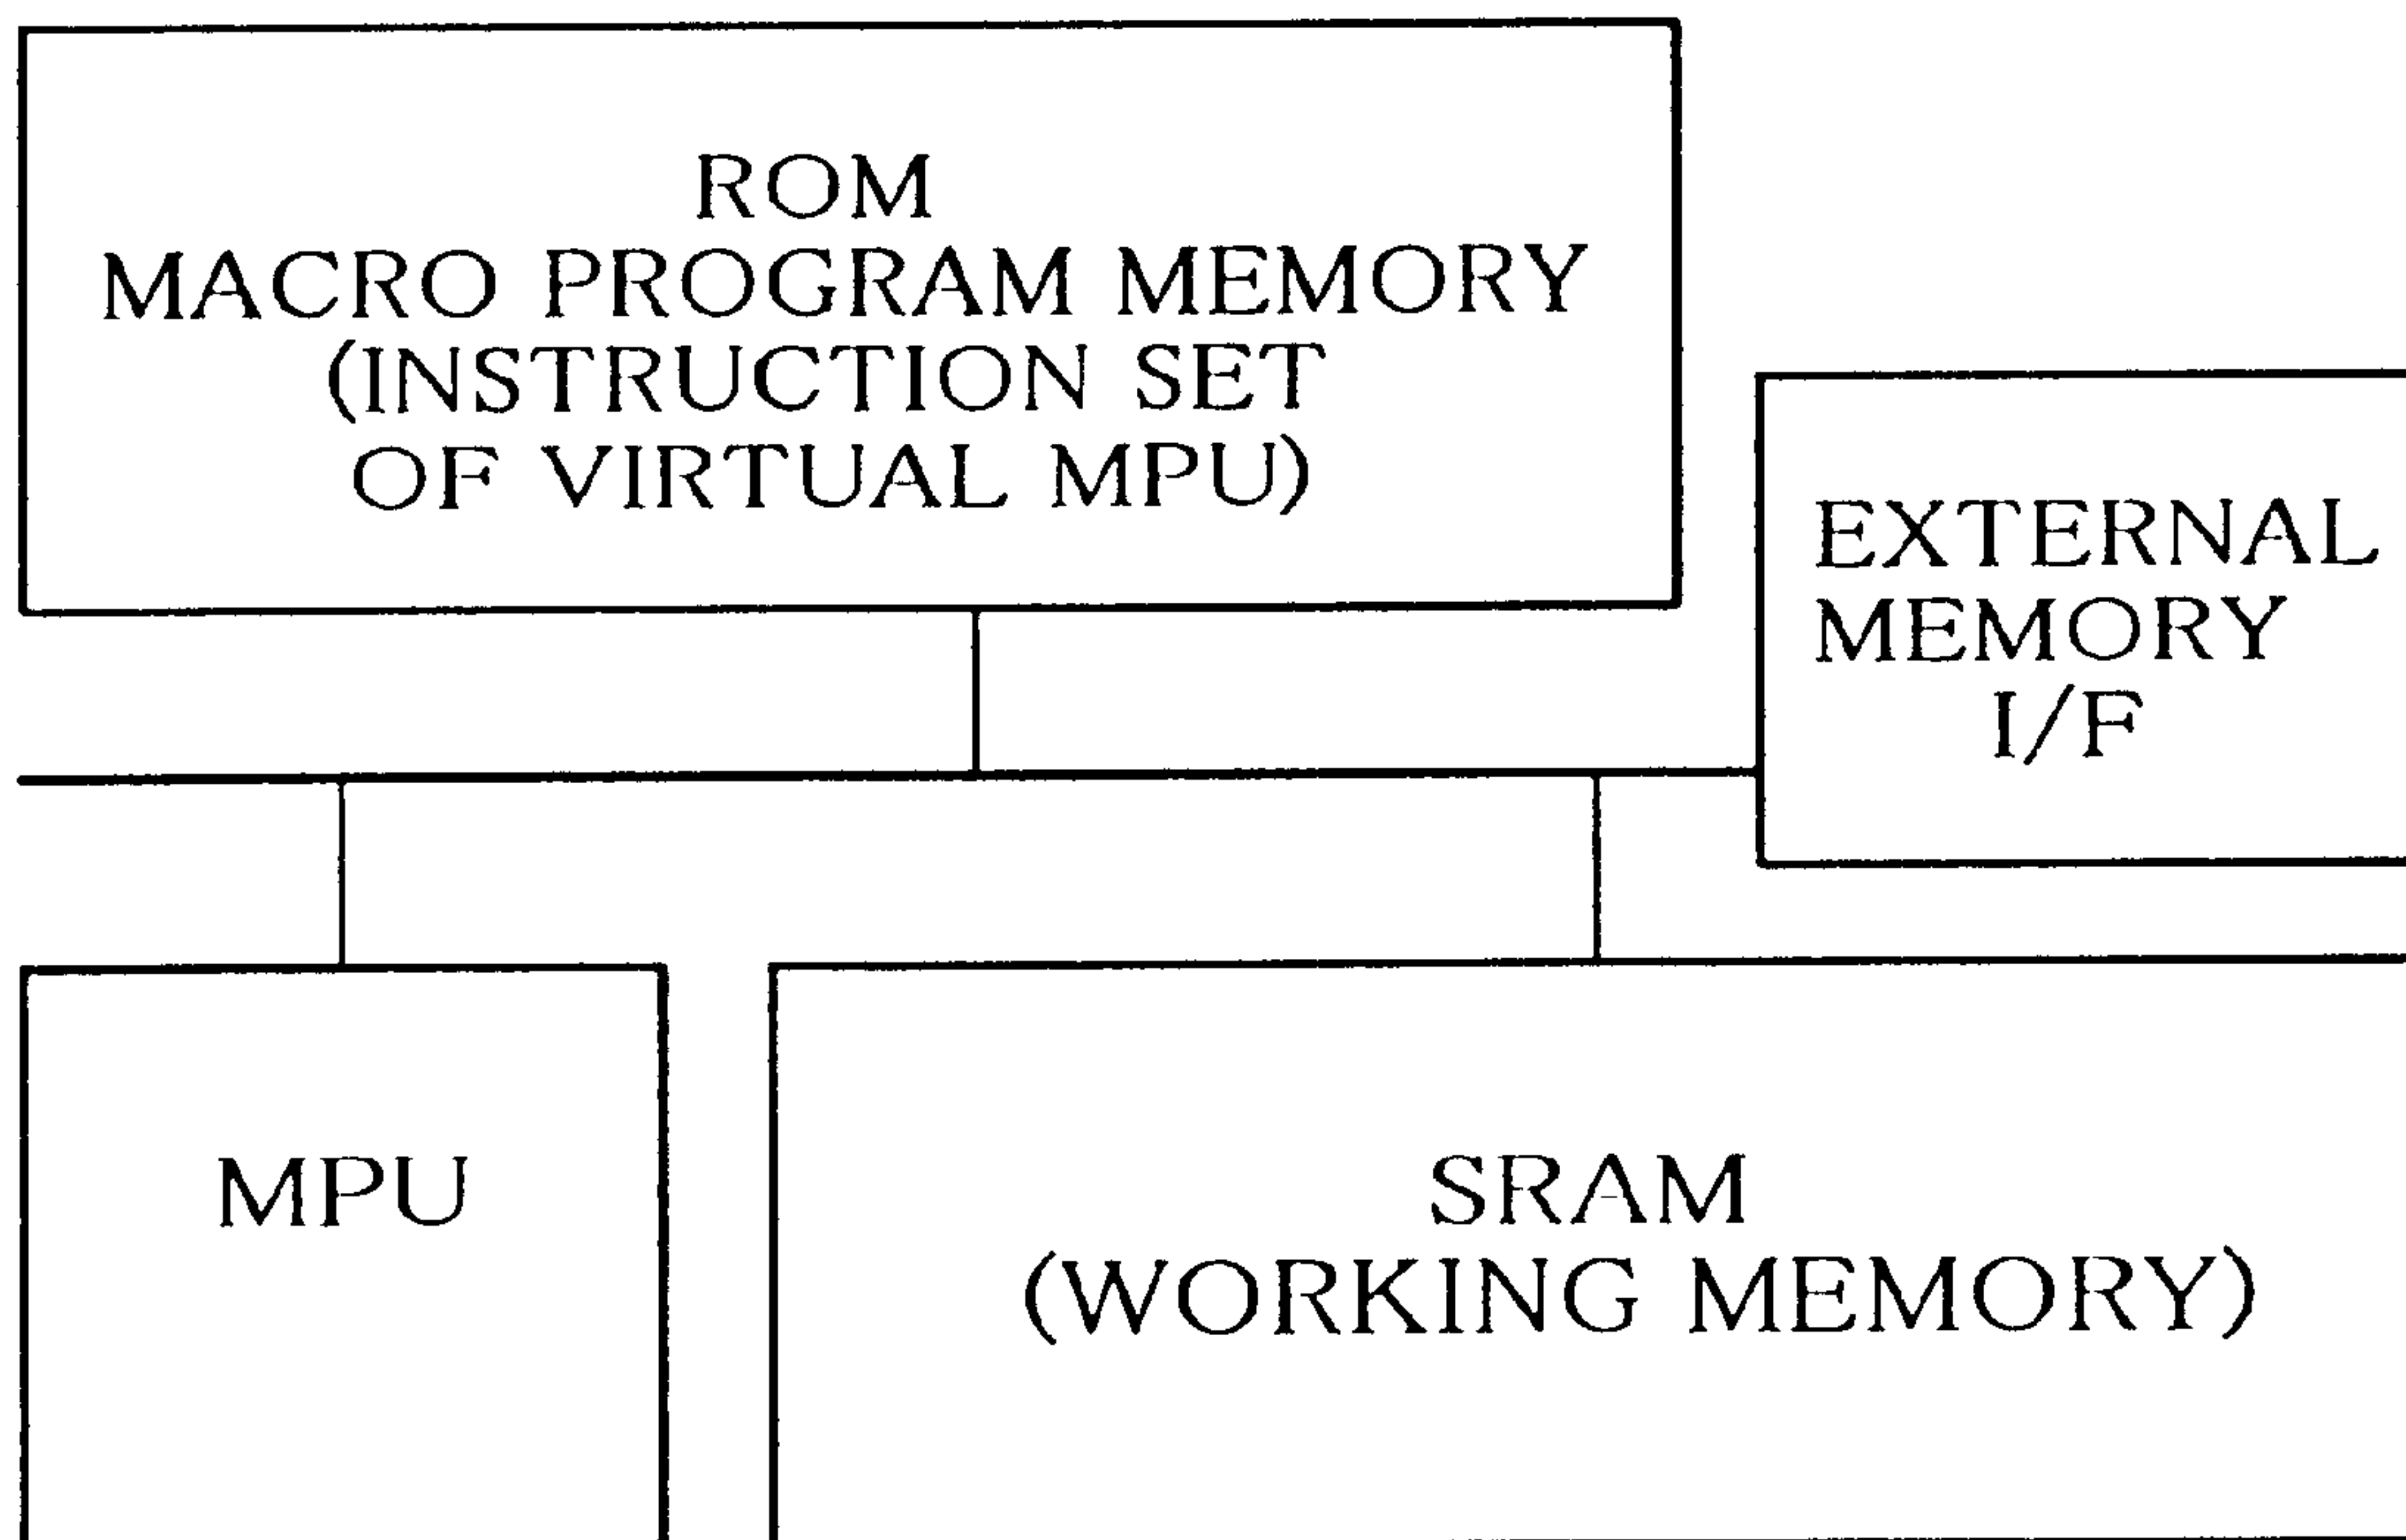 ROM
MACRO PROGRAM MEMORY
(INSTRUCTION SET
OF VIRTUAL MPU)
EXTERNAL
MEMORY
I/F
MPU
SRAM
(WORKING MEMORY)